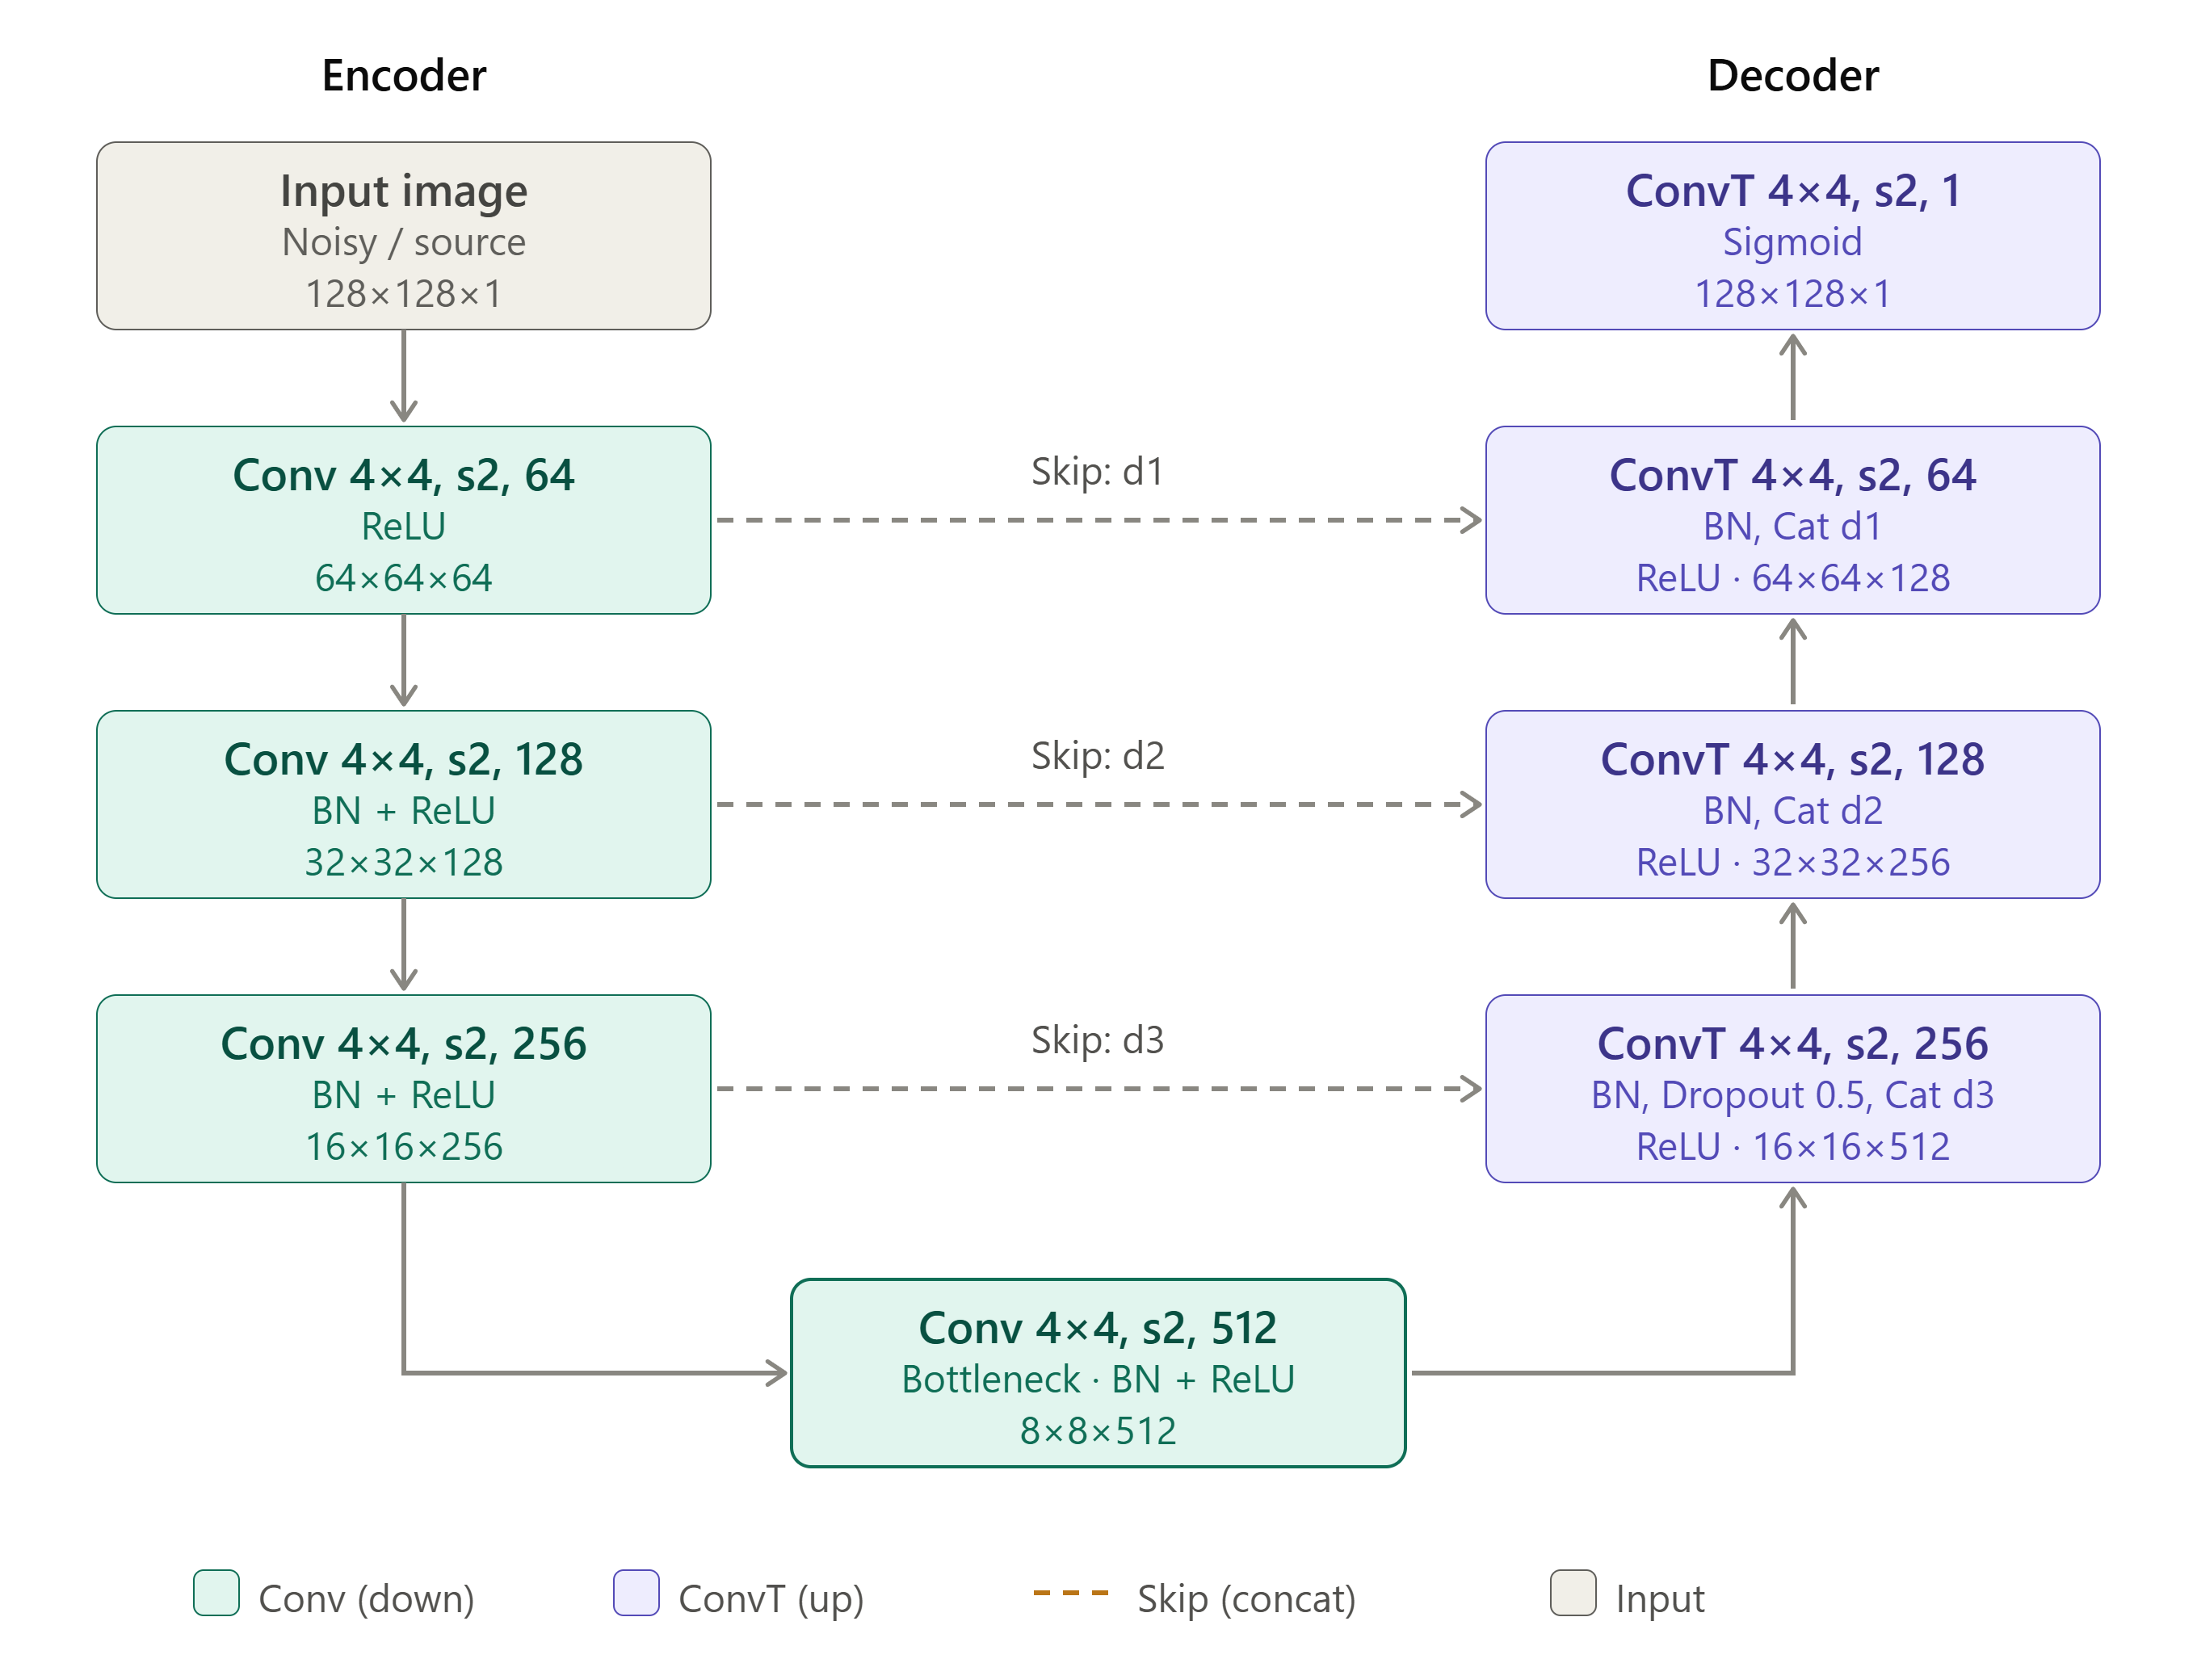 Encoder
Decoder
Input image
Noisy / source
128×128×1
ConvT 4×4, s2, 1
Sigmoid
128×128×1
Conv 4×4, s2, 64
ReLU
64×64×64
Skip: d1
ConvT 4×4, s2, 64
BN, Cat d1
ReLU · 64×64×128
Conv 4×4, s2, 128
BN + ReLU
32×32×128
Skip: d2
ConvT 4×4, s2, 128
BN, Cat d2
ReLU · 32×32×256
Conv 4×4, s2, 256
BN + ReLU
16×16×256
Skip: d3
ConvT 4×4, s2, 256
BN, Dropout 0.5, Cat d3
ReLU · 16×16×512
Conv 4×4, s2, 512
Bottleneck · BN + ReLU
8×8×512
Conv (down)
ConvT (up)
Skip (concat)
Input